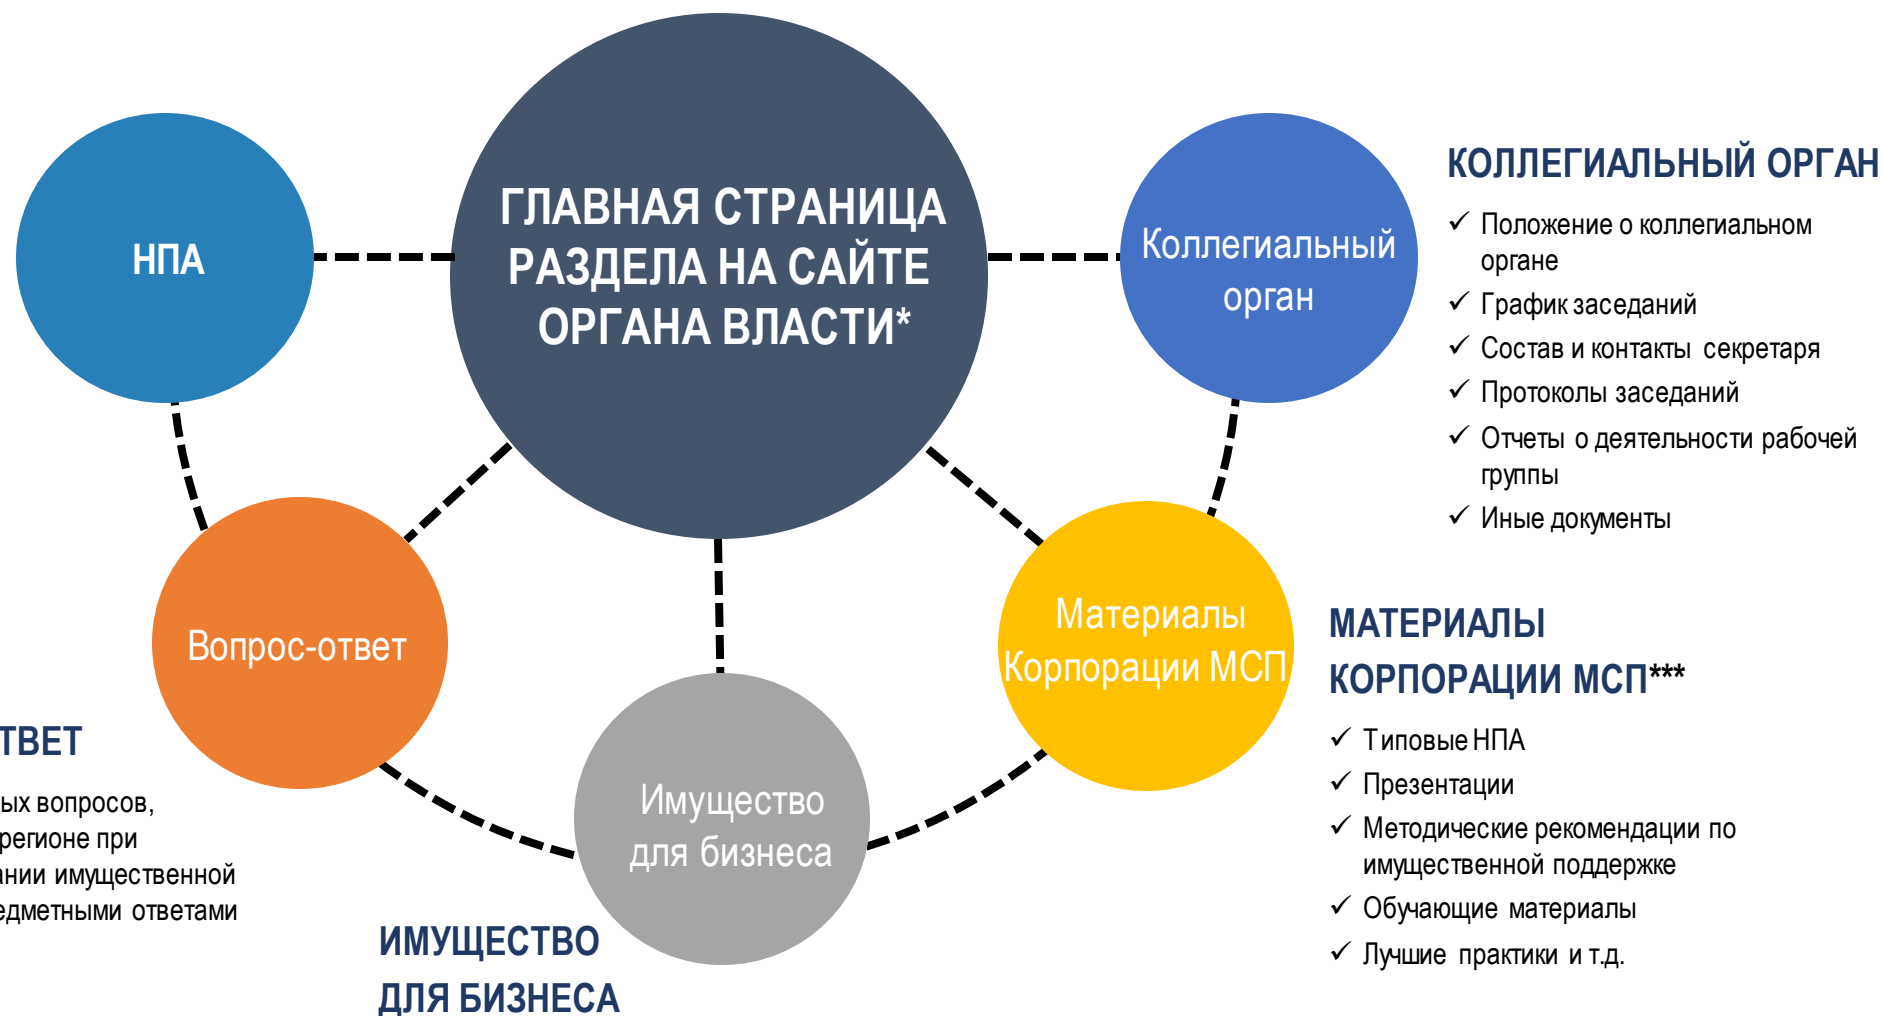 ГЛАВНАЯ СТРАНИЦА
РАЗДЕЛА НА САЙТЕ
ОРГАНА ВЛАСТИ*
НПА
Коллегиальный
орган
КОЛЛЕГИАЛЬНЫЙ ОРГАН
✓ Положение о коллегиальном
органе
✓ График заседаний
✓ Состав и контакты секретаря
✓ Протоколы заседаний
✓ Отчеты о деятельности рабочей
группы
✓ Иные документы
Вопрос-ответ
Материалы
Корпорации МСП
МАТЕРИАЛЫ
КОРПОРАЦИИ МСП***
✓ Типовые НПА
✓ Презентации
✓ Методические рекомендации по
имущественной поддержке
✓ Обучающие материалы
✓ Лучшие практики и т.д.
Имущество
для бизнеса
ТВЕТ
ых вопросов,
регионе при
ании имущественной
едметными ответами
ИМУЩЕСТВО
ДЛЯ БИЗНЕСА